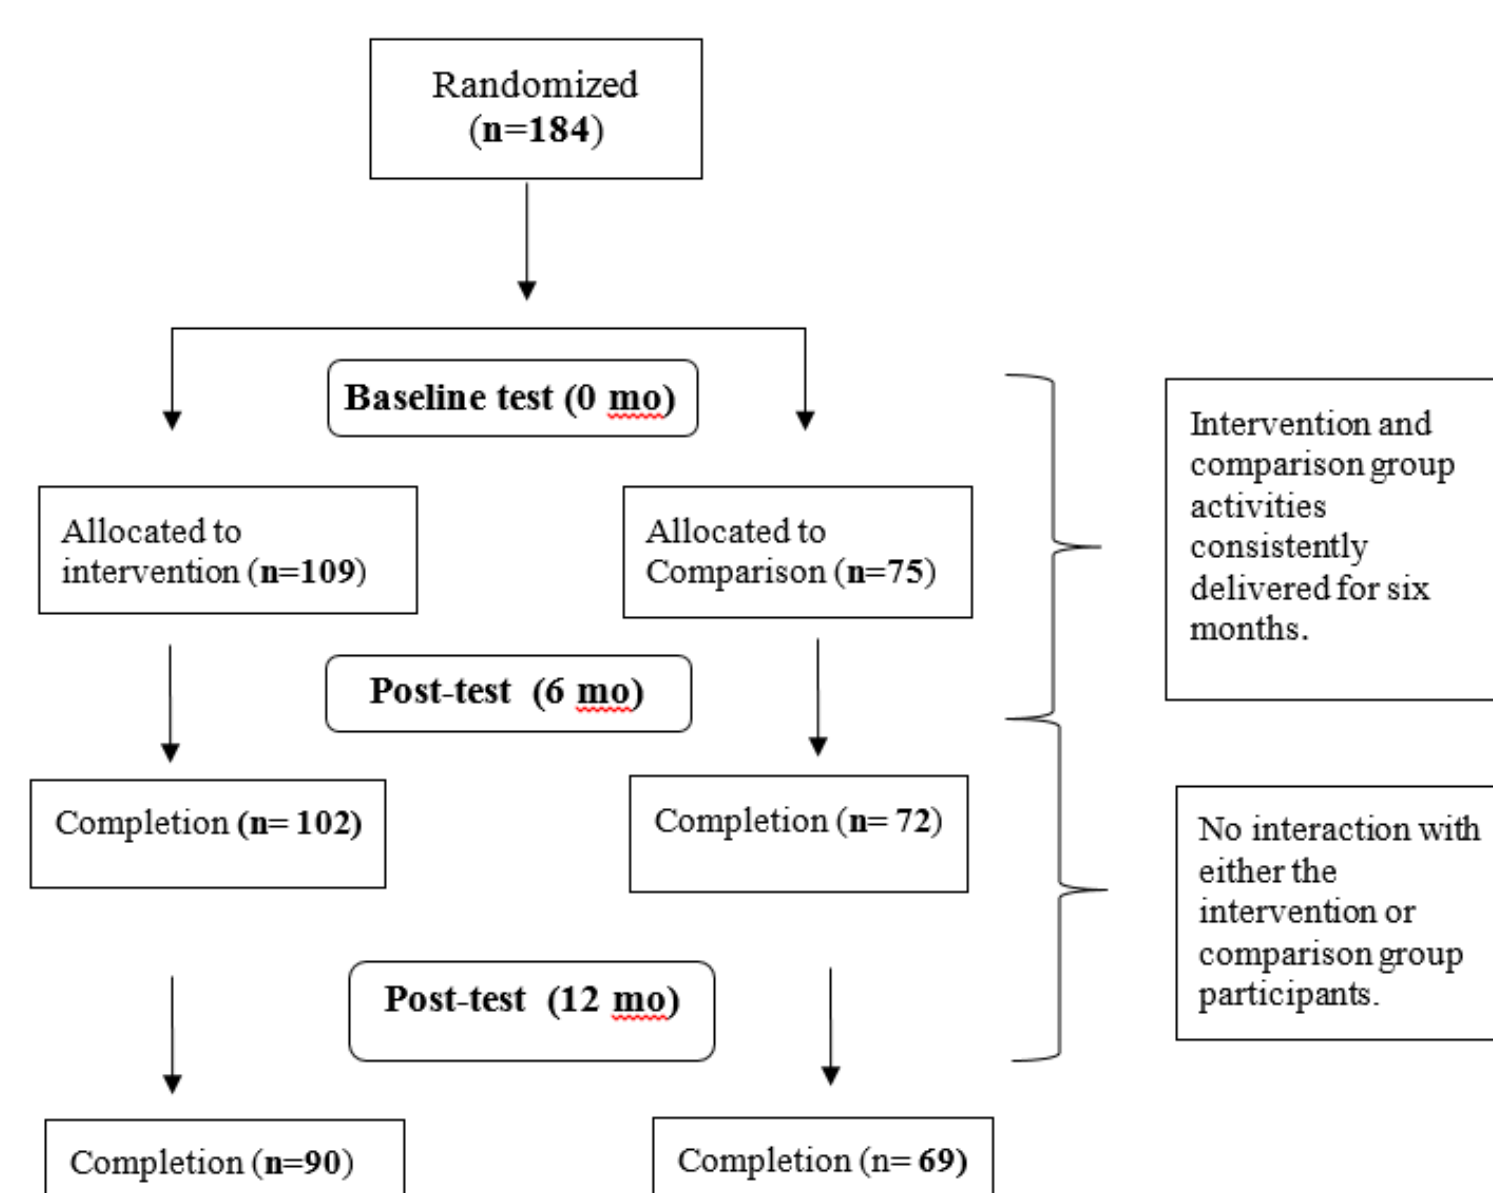 Randomized
(n=184)
Baseline test (0 mo)
Allocated to
intervention (n=109)
Allocated to
Comparison (n=75)
Intervention and
comparison group
activities
consistently
delivered for six
months.
Post-test (6 mo)
Completion (n= 102)
Completion (n= 72)
No interaction with
either the
intervention or
comparison group
participants.
Post-test (12 mo)
Completion (n=90)
Completion (n= 69)